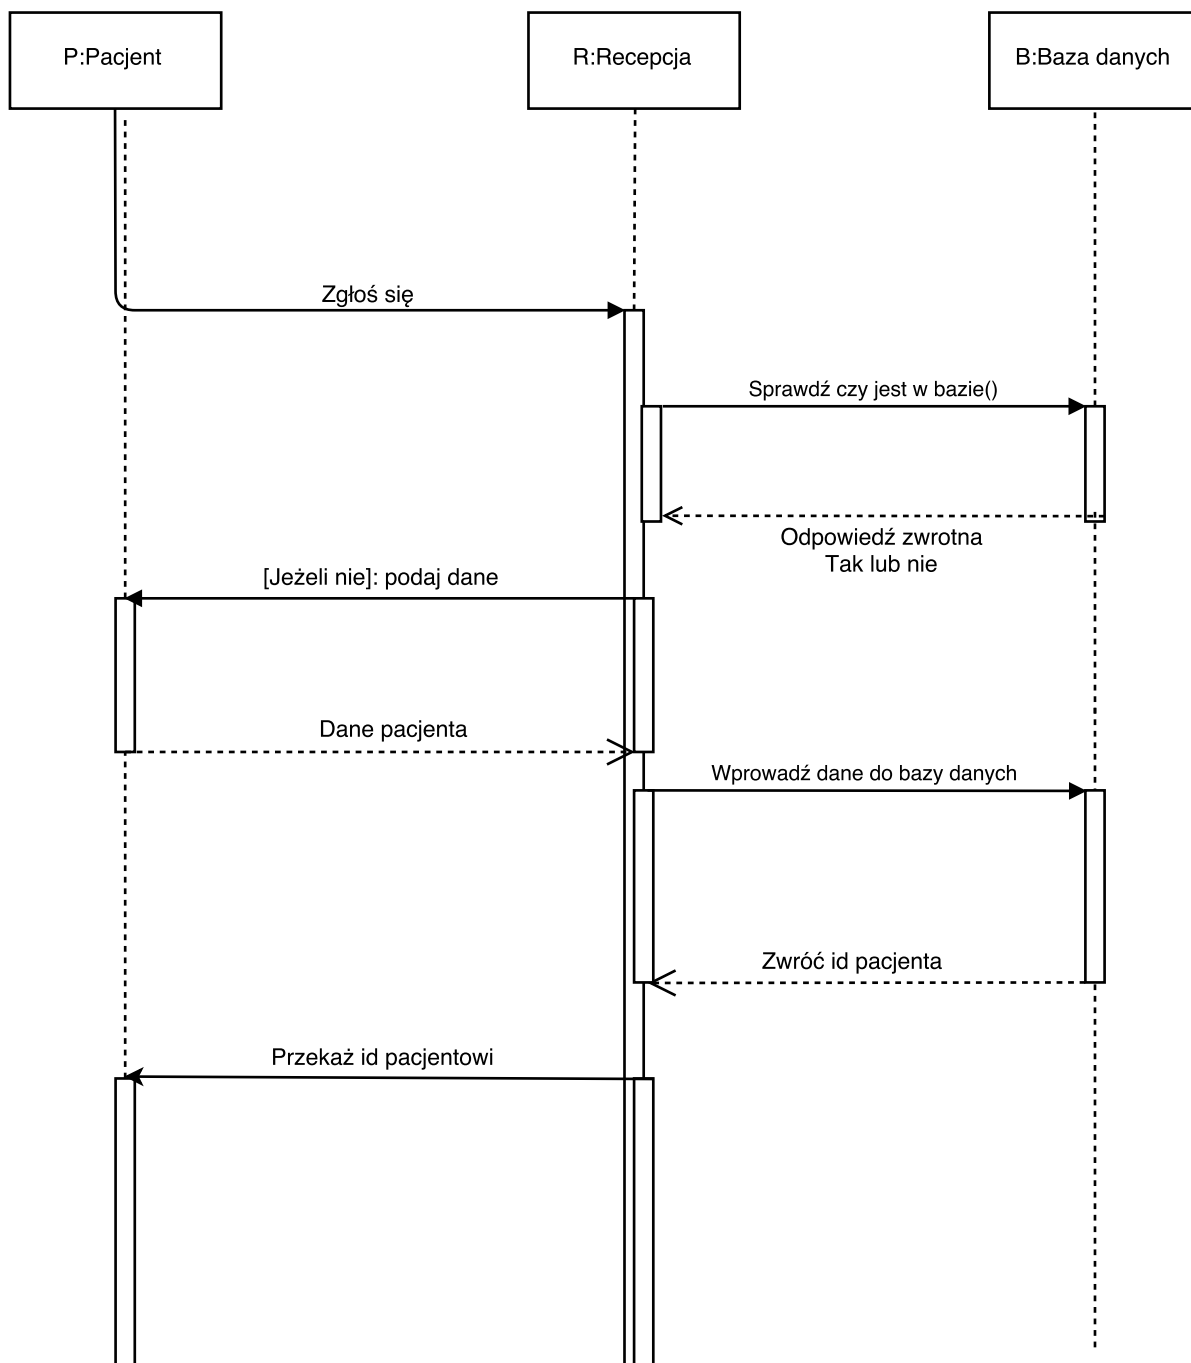 P:Pacjent
R:Recepcja
B:Baza danych
Zgłoś się
Sprawdź czy jest w bazie()
Odpowiedź zwrotna
Tak lub nie
[Jeżeli nie]: podaj dane
Dane pacjenta
Wprowadź dane do bazy danych
Zwróć id pacjenta
Przekaż id pacjentowi